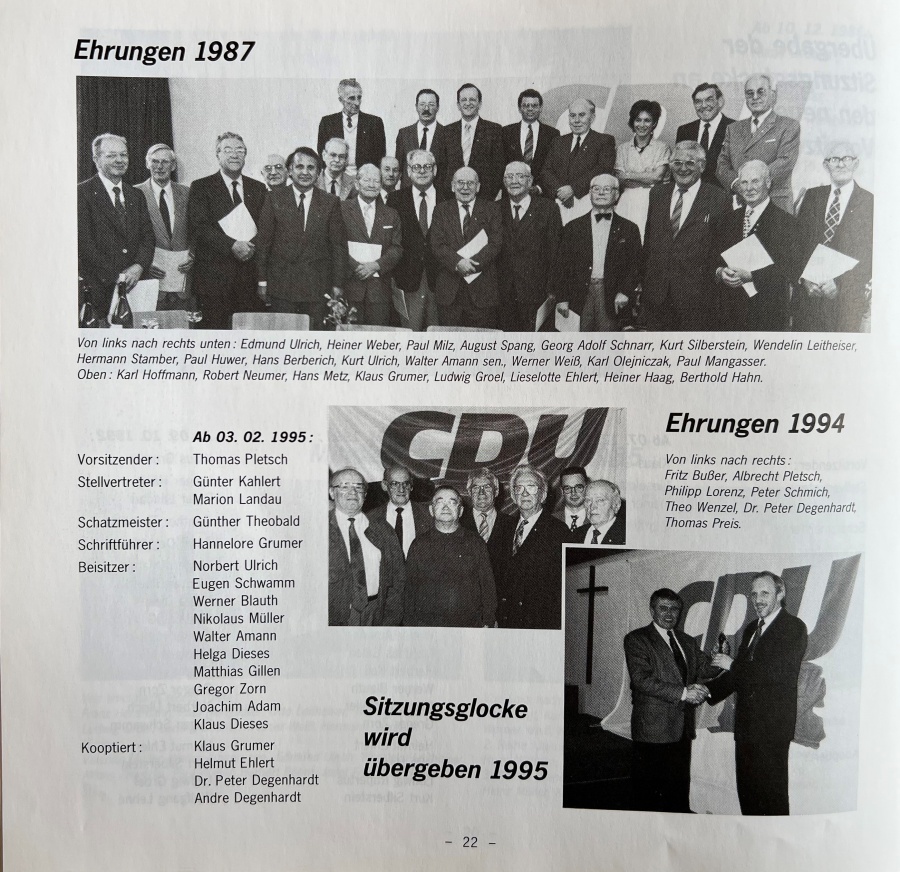 Ehrungen 1987
CDU
Von links nach rechts unten: Edmund Ulrich, Heiner Weber, Paul Milz, August Spang, Georg Adolf Schnarr, Kurt Silberstein, Wendelin Leitheiser,
Hermann Stamber, Paul Huwer, Hans Berberich, Kurt Ulrich, Walter Amann sen., Werner Weiß, Karl Olejniczak, Paul Mangasser.
Oben: Karl Hoffmann, Robert Neumer, Hans Metz, Klaus Grumer, Ludwig Groel, Lieselotte Ehlert, Heiner Haag, Berthold Hahn.
Ab 03. 02. 1995:
Vorsitzender: Thomas Pletsch
Stellvertreter: Günter Kahlert
Marion Landau
Schatzmeister: Günther Theobald
Schriftführer: Hannelore Grumer
Beisitzer: Norbert Ulrich
Eugen Schwamm
Werner Blauth
Nikolaus Müller
Walter Amann
Helga Dieses
Matthias Gillen
Gregor Zorn
Joachim Adam
Klaus Dieses
Kooptiert: Klaus Grumer
Helmut Ehlert
Dr. Peter Degenhardt
Andre Degenhardt
CDU
Ehrungen 1994
Von links nach rechts:
Fritz Bußer, Albrecht Pletsch,
Philipp Lorenz, Peter Schmich,
Theo Wenzel, Dr. Peter Degenhardt,
Thomas Preis.
CDU
Sitzungsglocke
wird
übergeben 1995
– 22 –